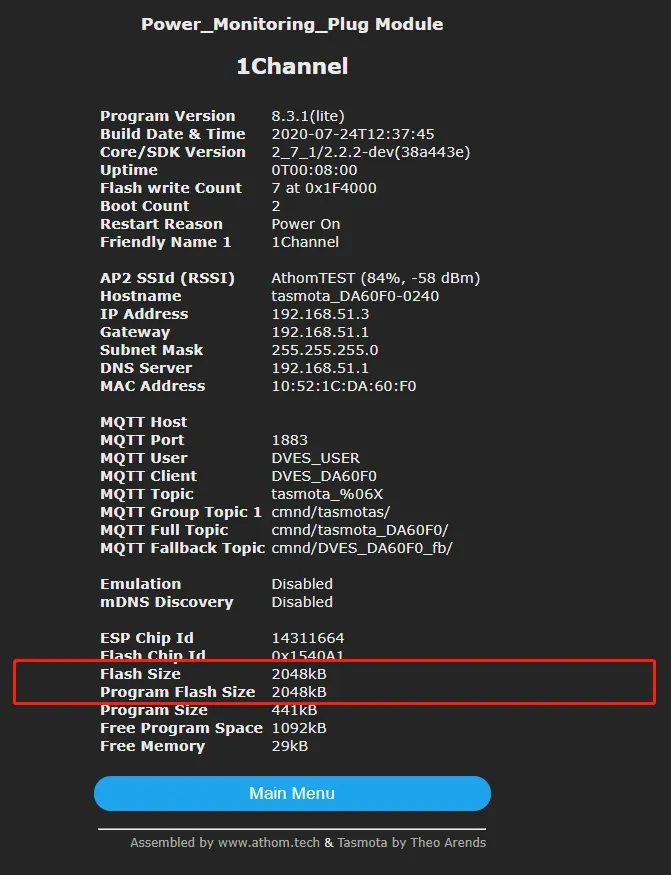 Power_Monitoring_Plug Module
1Channel
Program Version 8.3.1(lite)
Build Date & Time 2020-07-24T12:37:45
Core/SDK Version 2_7_1/2.2.2-dev(38a443e)
Uptime 0T00:08:00
Flash write Count 7 at 0x1F4000
Boot Count 2
Restart Reason Power On
Friendly Name 1 1Channel
AP2 SSId (RSSI) AthomTEST (84%, -58 dBm)
Hostname tasmota_DA60F0-0240
IP Address 192.168.51.3
Gateway 192.168.51.1
Subnet Mask 255.255.255.0
DNS Server 192.168.51.1
MAC Address 10:52:1C:DA:60:F0
MQTT Host
MQTT Port 1883
MQTT User DVES_USER
MQTT Client DVES_DA60F0
MQTT Topic tasmota_%06X
MQTT Group Topic 1 cmnd/tasmotas/
MQTT Full Topic cmnd/tasmota_DA60F0/
MQTT Fallback Topic cmnd/DVES_DA60F0_fb/
Emulation Disabled
mDNS Discovery Disabled
ESP Chip Id 14311664
Flash Chip Id 0x1540A1
Flash Size 2048kB
Program Flash Size 2048kB
Program Size 441kB
Free Program Space 1092kB
Free Memory 29kB
Main Menu
Assembled by www.athom.tech & Tasmota by Theo Arends